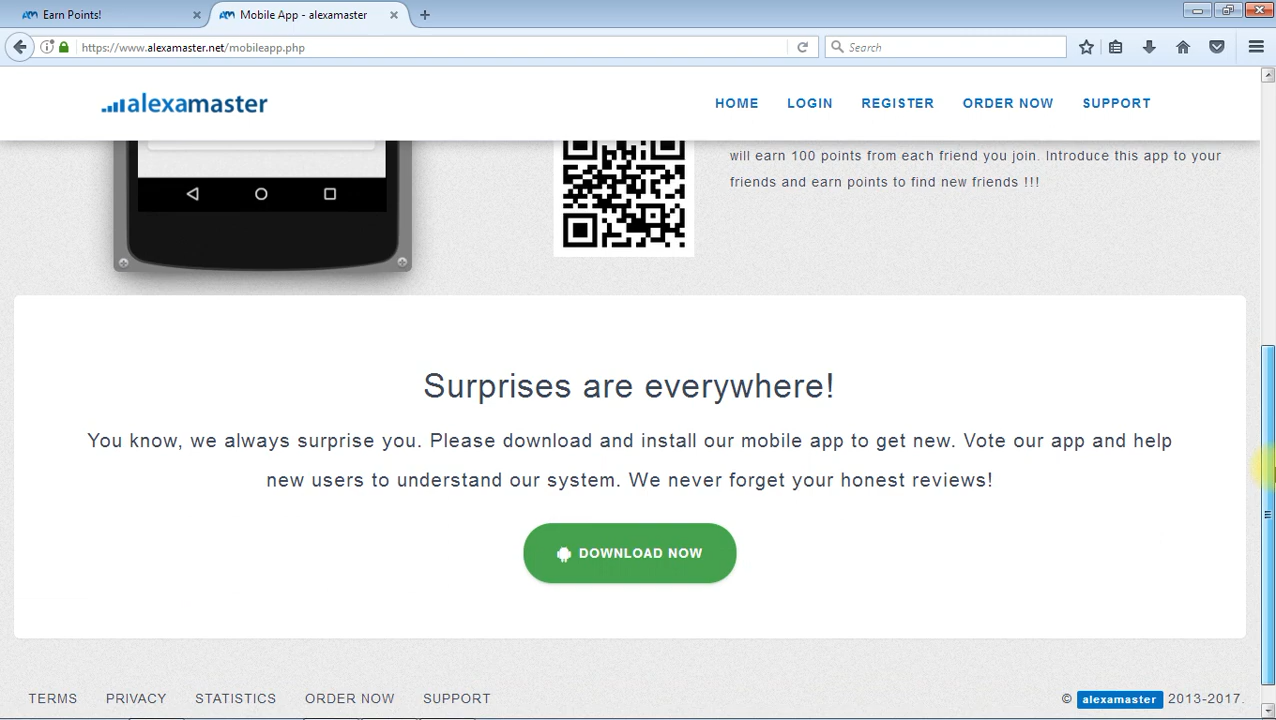 Earn Points!
Mobile App - alexamaster
https://www.alexamaster.net/mobileapp.php
Search
alexamaster
HOME
LOGIN
REGISTER
ORDER NOW
SUPPORT
will earn 100 points from each friend you join. Introduce this app to your
friends and earn points to find new friends !!!
Surprises are everywhere!
You know, we always surprise you. Please download and install our mobile app to get new. Vote our app and help
new users to understand our system. We never forget your honest reviews!
DOWNLOAD NOW
TERMS
PRIVACY
STATISTICS
ORDER NOW
SUPPORT
© alexamaster 2013-2017.